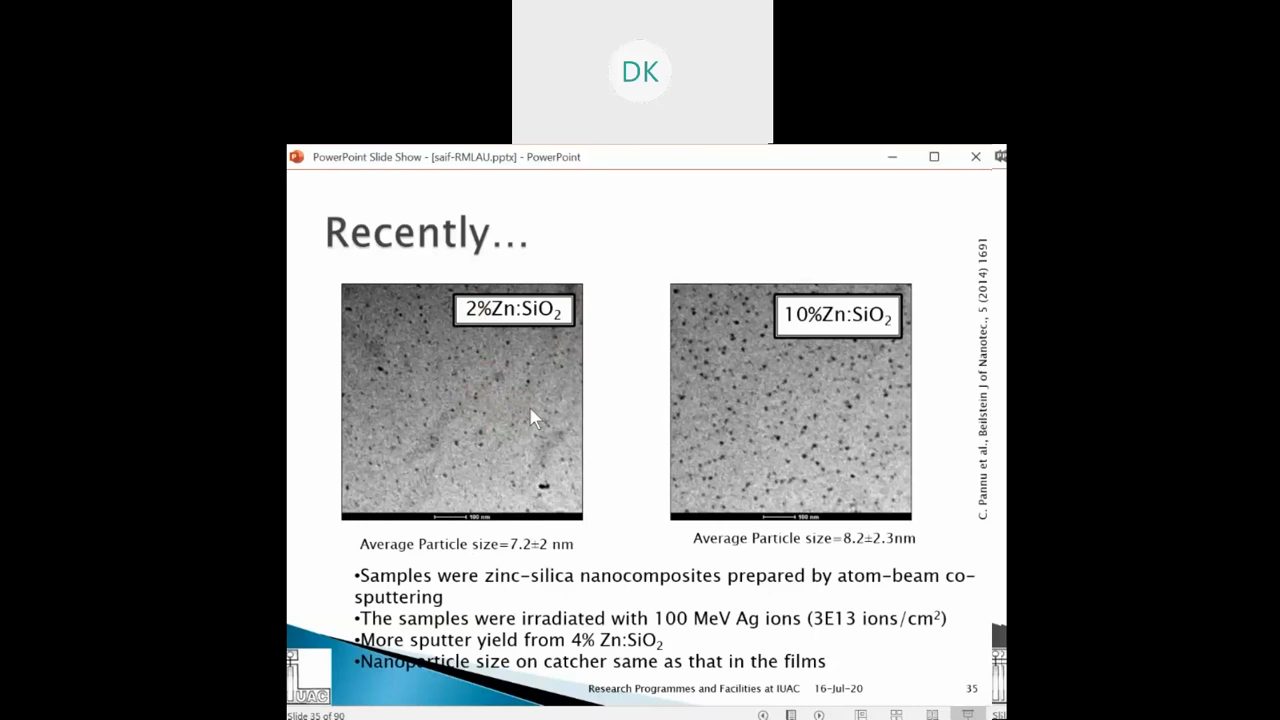 DK
PowerPoint Slide Show - [saif-RMLAU.pptx] - PowerPoint
Recently...
2%Zn:SiO₂
10%Zn:SiO₂
100 nm
100 nm
C. Pannu et al., Beilstein J of Nanotec., 5 (2014) 1691
Average Particle size=7.2±2 nm
Average Particle size=8.2±2.3nm
•Samples were zinc-silica nanocomposites prepared by atom-beam co-
sputtering
•The samples were irradiated with 100 MeV Ag ions (3E13 ions/cm²)
•More sputter yield from 4% Zn:SiO₂
•Nanoparticle size on catcher same as that in the films
IUAC
Research Programmes and Facilities at IUAC 16-Jul-20 35
Slide 35 of 90